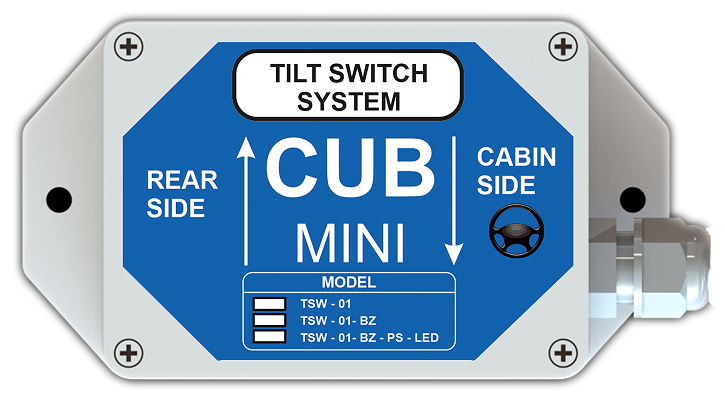 TILT SWITCH
SYSTEM
REAR
SIDE
CUB
MINI
CABIN
SIDE
MODEL
TSW - 01
TSW - 01- BZ
TSW - 01- BZ - PS - LED